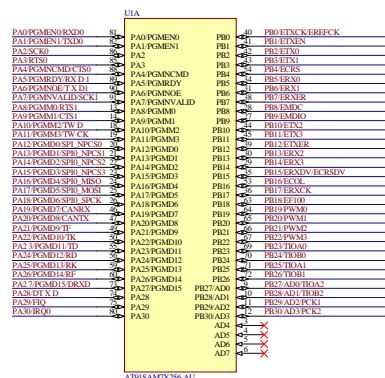 U1A
PA0/PGMEN0/RXD0 81 PA0/PGMEN0 PB0 40 PB0/ETXCK/EREFCK
PA1/PGMEN1/TXD0 PA1/PGMEN1 PB1 PB1/ETXEN
PA2/SCK0 PA2 PB2 PB2/ETX0
PA3/RTS0 PA3 PB3 PB3/ETX1
PA4/PGMNCMD/CTS0 PA4/PGMNCMD PB4 PB4/ECRS
PA5/PGMRDY/RX D 1 PA5/PGMRDY PB5 PB5/ERX0
PA6/PGMNOE/T X D1 PA6/PGMNOE PB6 PB6/ERX1
PA7/PGMNVALID/SCK1 PA7/PGMNVALID PB7 PB7/ERXER
PA8/PGMM0/RTS1 PA8/PGMM0 PB8 PB8/EMDC
PA9/PGMM1/CTS1 PA9/PGMM1 PB9 PB9/EMDIO
PA10/PGMM2/TW D PA10/PGMM2 PB10 PB10/ETX2
PA11/PGMM3/TW CK PA11/PGMM3 PB11 PB11/ETX3
PA12/PGMD0/SPI_NPCS0 PA12/PGMD0 PB12 PB12/ETXER
PA13/PGMD1/SPI0_NPCS1 PA13/PGMD1 PB13 PB13/ERX2
PA14/PGMD2/SPI0_NPCS2 PA14/PGMD2 PB14 PB14/ERX3
PA15/PGMD3/SPI0_NPCS3 PA15/PGMD3 PB15 PB15/ERXDV/ECRSDV
PA16/PGMD4/SPI0_MISO PA16/PGMD4 PB16 PB16/ECOL
PA17/PGMD5/SPI0_MOSI PA17/PGMD5 PB17 PB17/ERXCK
PA18/PGMD6/SPI0_SPCK PA18/PGMD6 PB18 PB18/EF100
PA19/PGMD7/CANRX PA19/PGMD7 PB19 PB19/PWM0
PA20/PGMD8/CANTX PA20/PGMD8 PB20 PB20/PWM1
PA21/PGMD9/TF PA21/PGMD9 PB21 PB21/PWM2
PA22/PGMD10/TK PA22/PGMD10 PB22 PB22/PWM3
PA2 3/PGMD11/TD PA23/PGMD11 PB23 PB23/TIOA0
PA24/PGMD12/RD PA24/PGMD12 PB24 PB24/TIOB0
PA25/PGMD13/RK PA25/PGMD13 PB25 PB25/TIOA1
PA26/PGMD14/RF PA26/PGMD14 PB26 PB26/TIOB1
PA2 7/PGMD15/DRXD PA27/PGMD15 PB27/AD0 PB27/AD0/TIOA2
PA28/DTX D PA28 PB28/AD1 PB28/AD1/TIOB2
PA29/FIQ PA29 PB29/AD2 PB29/AD2/PCK1
PA30/IRQ0 PA30 PB30/AD3 PB30/AD3/PCK2
AD4
AD5
AD6
AD7
AT91SAM7X256-AU